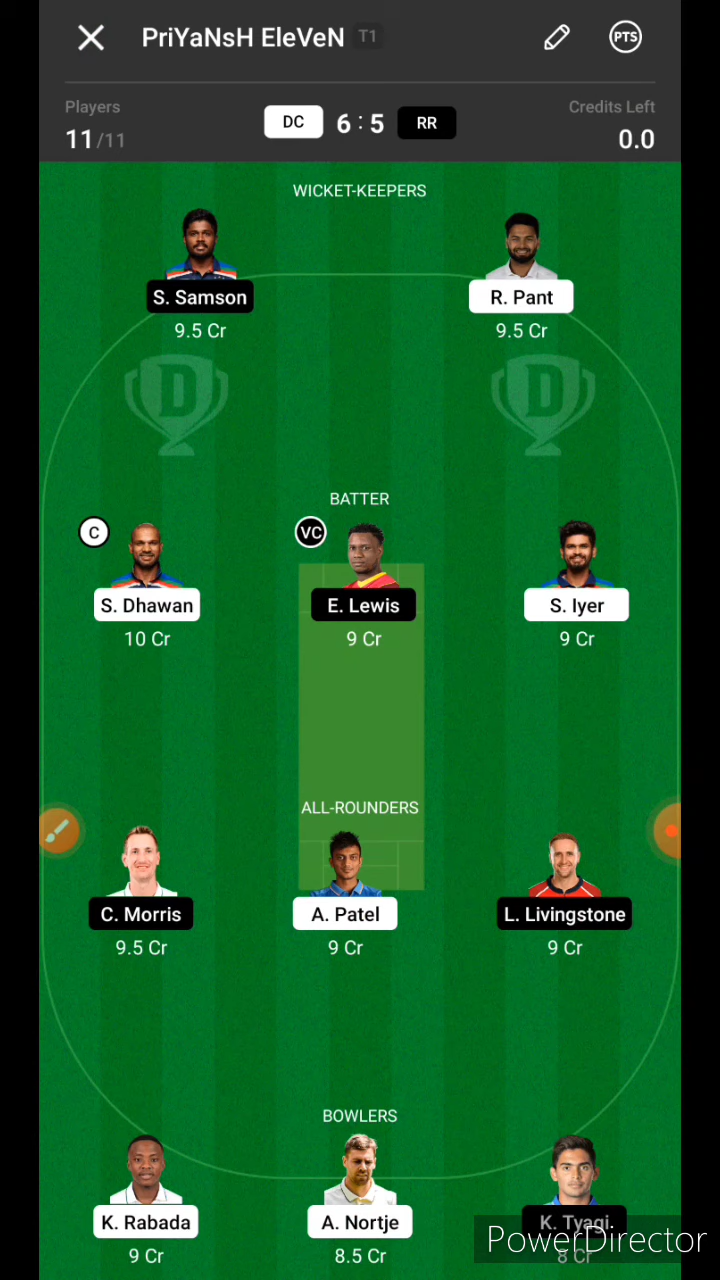 PriYaNsH EleVeN T1 PTS
Players Credits Left
11/11 DC 6 : 5 RR 0.0
WICKET-KEEPERS
S. Samson R. Pant
9.5 Cr 9.5 Cr
D D
BATTER
C VC
S. Dhawan E. Lewis S. Iyer
10 Cr 9 Cr 9 Cr
ALL-ROUNDERS
C. Morris A. Patel L. Livingstone
9.5 Cr 9 Cr 9 Cr
BOWLERS
K. Rabada A. Nortje K. Tyagi
PowerDirector
9 Cr 8.5 Cr 8 Cr